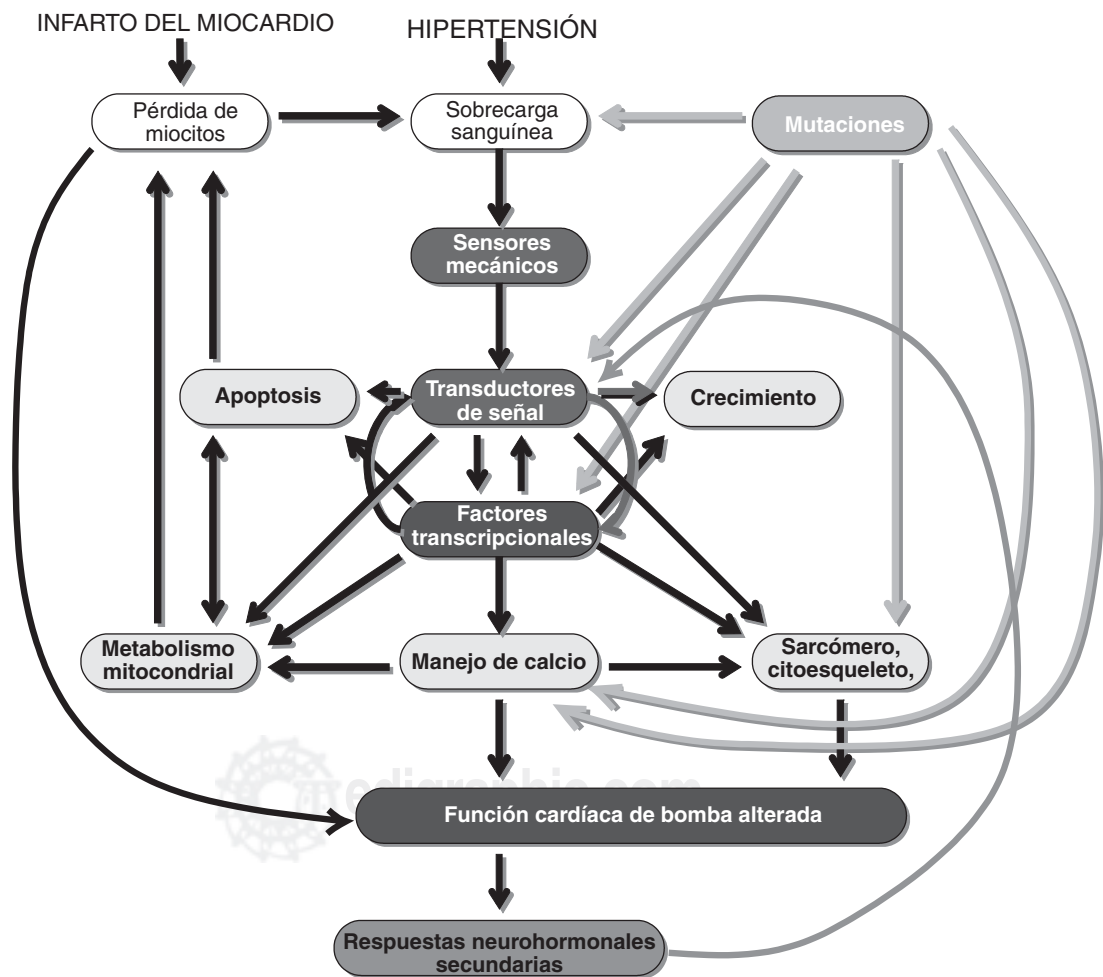 INFARTO DEL MIOCARDIO
HIPERTENSIÓN
Pérdida de
miocitos
Sobrecarga
sanguínea
Mutaciones
Sensores
mecánicos
Apoptosis
Transductores
de señal
Crecimiento
Factores
transcripcionales
Metabolismo
mitocondrial
Manejo de calcio
Sarcómero,
citoesqueleto,
edigraphic.com
Función cardíaca de bomba alterada
Respuestas neurohormonales
secundarias